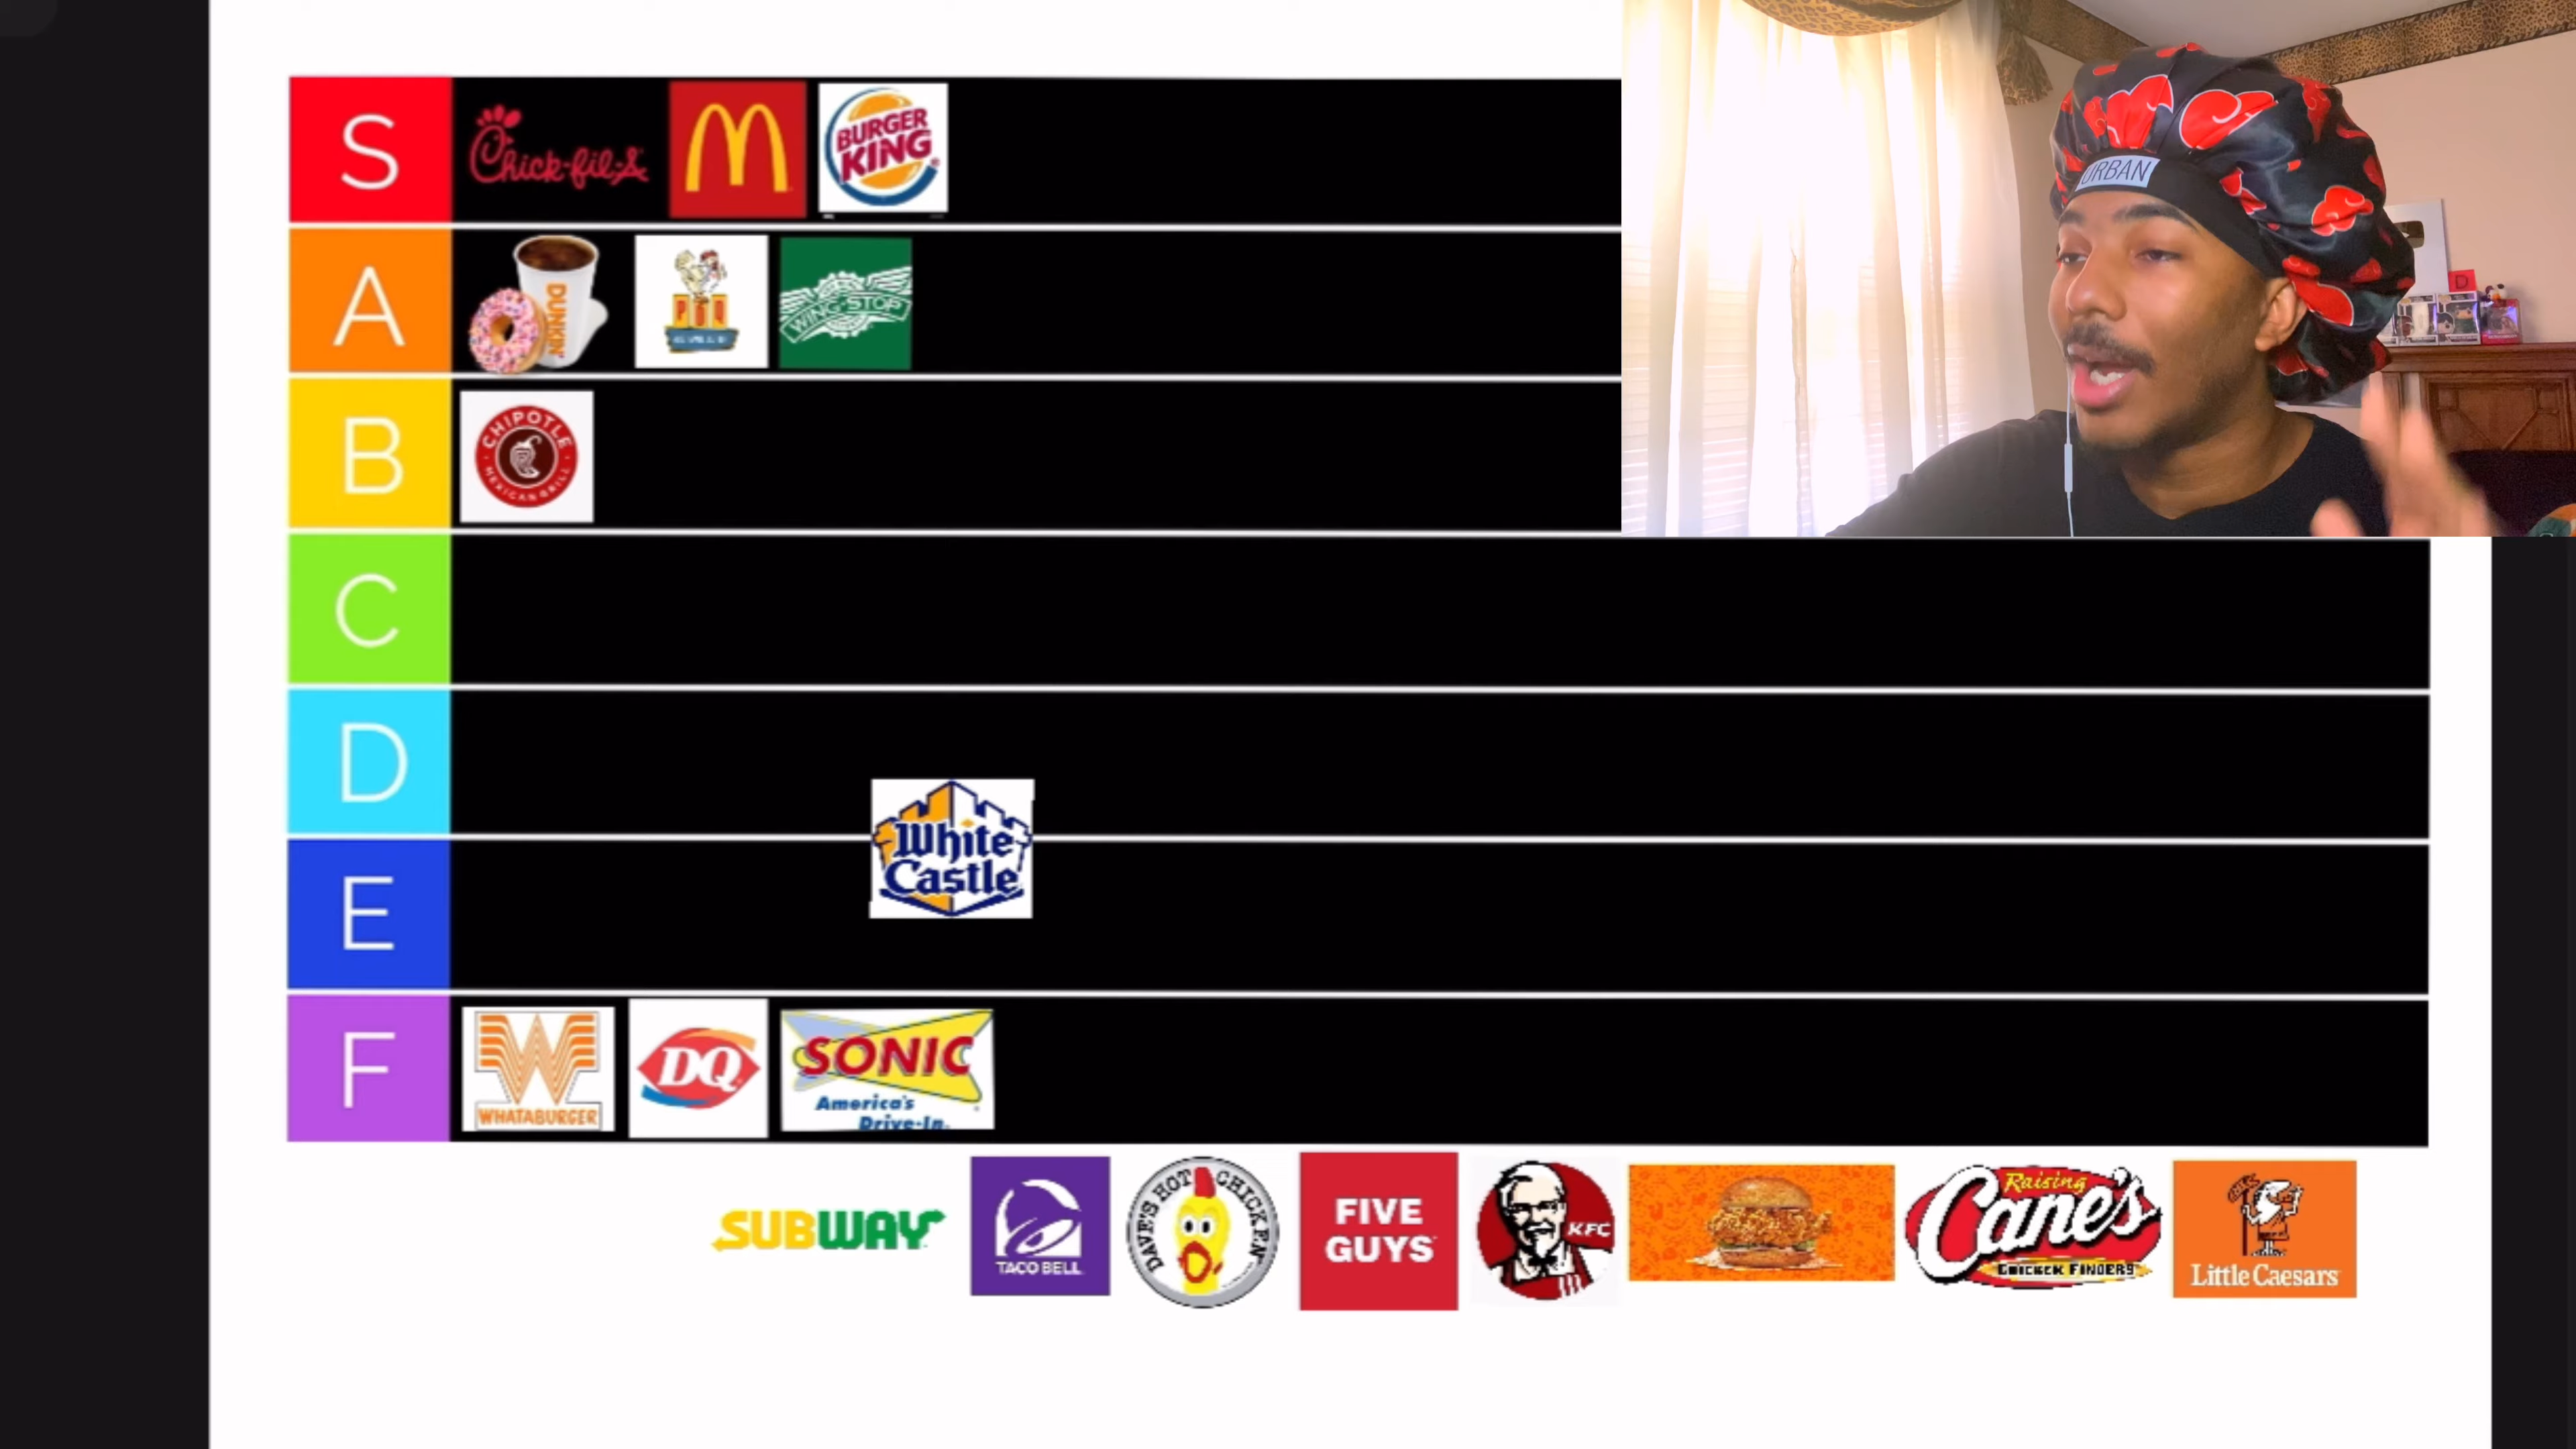 S
Chick-fil-A
M
BURGER
KING
A
DUNKIN'
WING-STOP
B
CHIPOTLE
MEXICAN GRILL
C
D
White
Castle
E
F
W
WHATABURGER
DQ
SONIC
America's
Drive-In.
SUBWAY
TACO BELL
DAVE'S HOT CHICKEN
FIVE
GUYS
KFC
Raising
Cane's
CHICKEN FINGERS
Little Caesars
URBAN
D